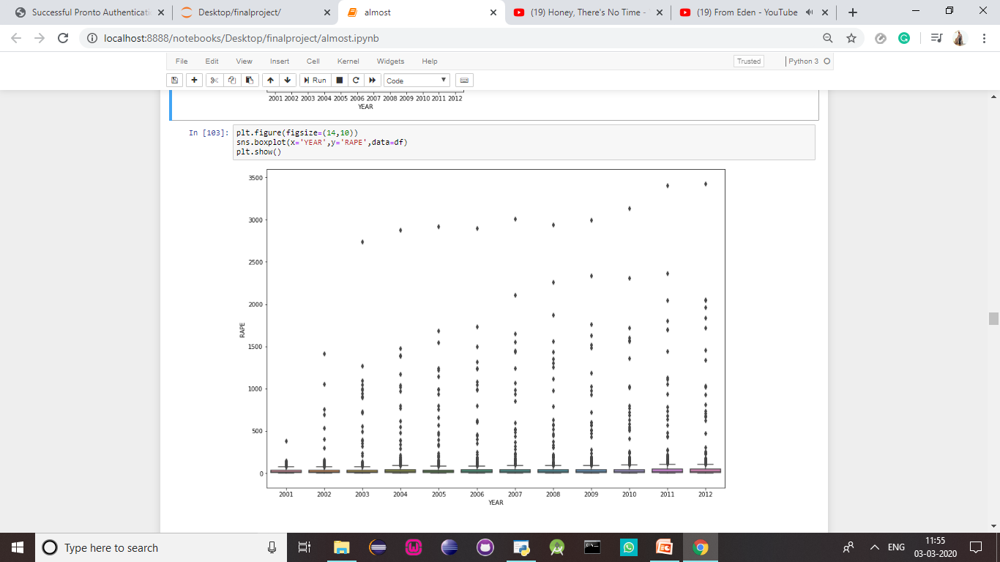 Successful Pronto Authenticati
Desktop/finalproject/
almost
(19) Honey, There's No Time -
(19) From Eden - YouTube
localhost:8888/notebooks/Desktop/finalproject/almost.ipynb
File Edit View Insert Cell Kernel Widgets Help
Trusted
Python 3
Run
Code
2001 2002 2003 2004 2005 2006 2007 2008 2009 2010 2011 2012
YEAR
In [103]:
plt.figure(figsize=(14,10))
sns.boxplot(x='YEAR',y='RAPE',data=df)
plt.show()
3500
3000
2500
2000
1500
1000
500
0
RAPE
2001 2002 2003 2004 2005 2006 2007 2008 2009 2010 2011 2012
YEAR
Type here to search
ENG
11:55
03-03-2020